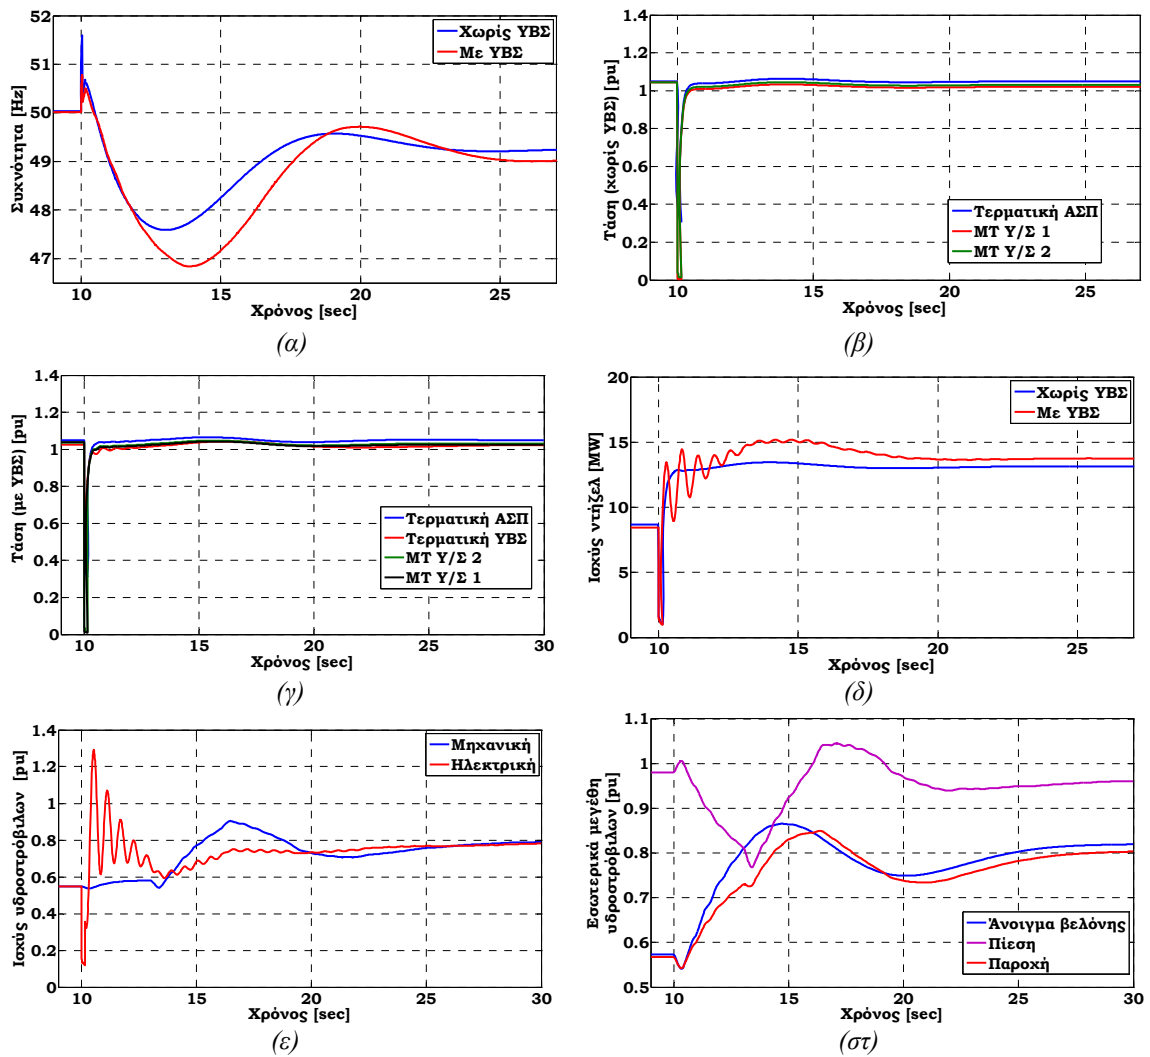 52
51
50
49
48
47
Συχνότητα [Hz]
10
15
20
25
Χρόνος [sec]
Χωρίς ΥΒΣ
Με ΥΒΣ
(α)
1.4
1.2
1
0.8
0.6
0.4
0.2
0
Τάση (χωρίς ΥΒΣ) [pu]
10
15
20
25
Χρόνος [sec]
Τερματική ΑΣΠ
ΜΤ Υ/Σ 1
ΜΤ Υ/Σ 2
(β)
1.4
1.2
1
0.8
0.6
0.4
0.2
0
Τάση (με ΥΒΣ) [pu]
10
15
20
25
30
Χρόνος [sec]
Τερματική ΑΣΠ
Τερματική ΥΒΣ
ΜΤ Υ/Σ 2
ΜΤ Υ/Σ 1
(γ)
20
15
10
5
0
Ισχύς ντήζελ [MW]
10
15
20
25
Χρόνος [sec]
Χωρίς ΥΒΣ
Με ΥΒΣ
(δ)
1.4
1.2
1
0.8
0.6
0.4
0.2
0
Ισχύς υδροστρόβιλων [pu]
10
15
20
25
30
Χρόνος [sec]
Μηχανική
Ηλεκτρική
(ε)
1.1
1
0.9
0.8
0.7
0.6
0.5
Εσωτερικά μεγέθη
υδροστρόβιλων [pu]
10
15
20
25
30
Χρόνος [sec]
Άνοιγμα βελόνης
Πίεση
Παροχή
(στ)